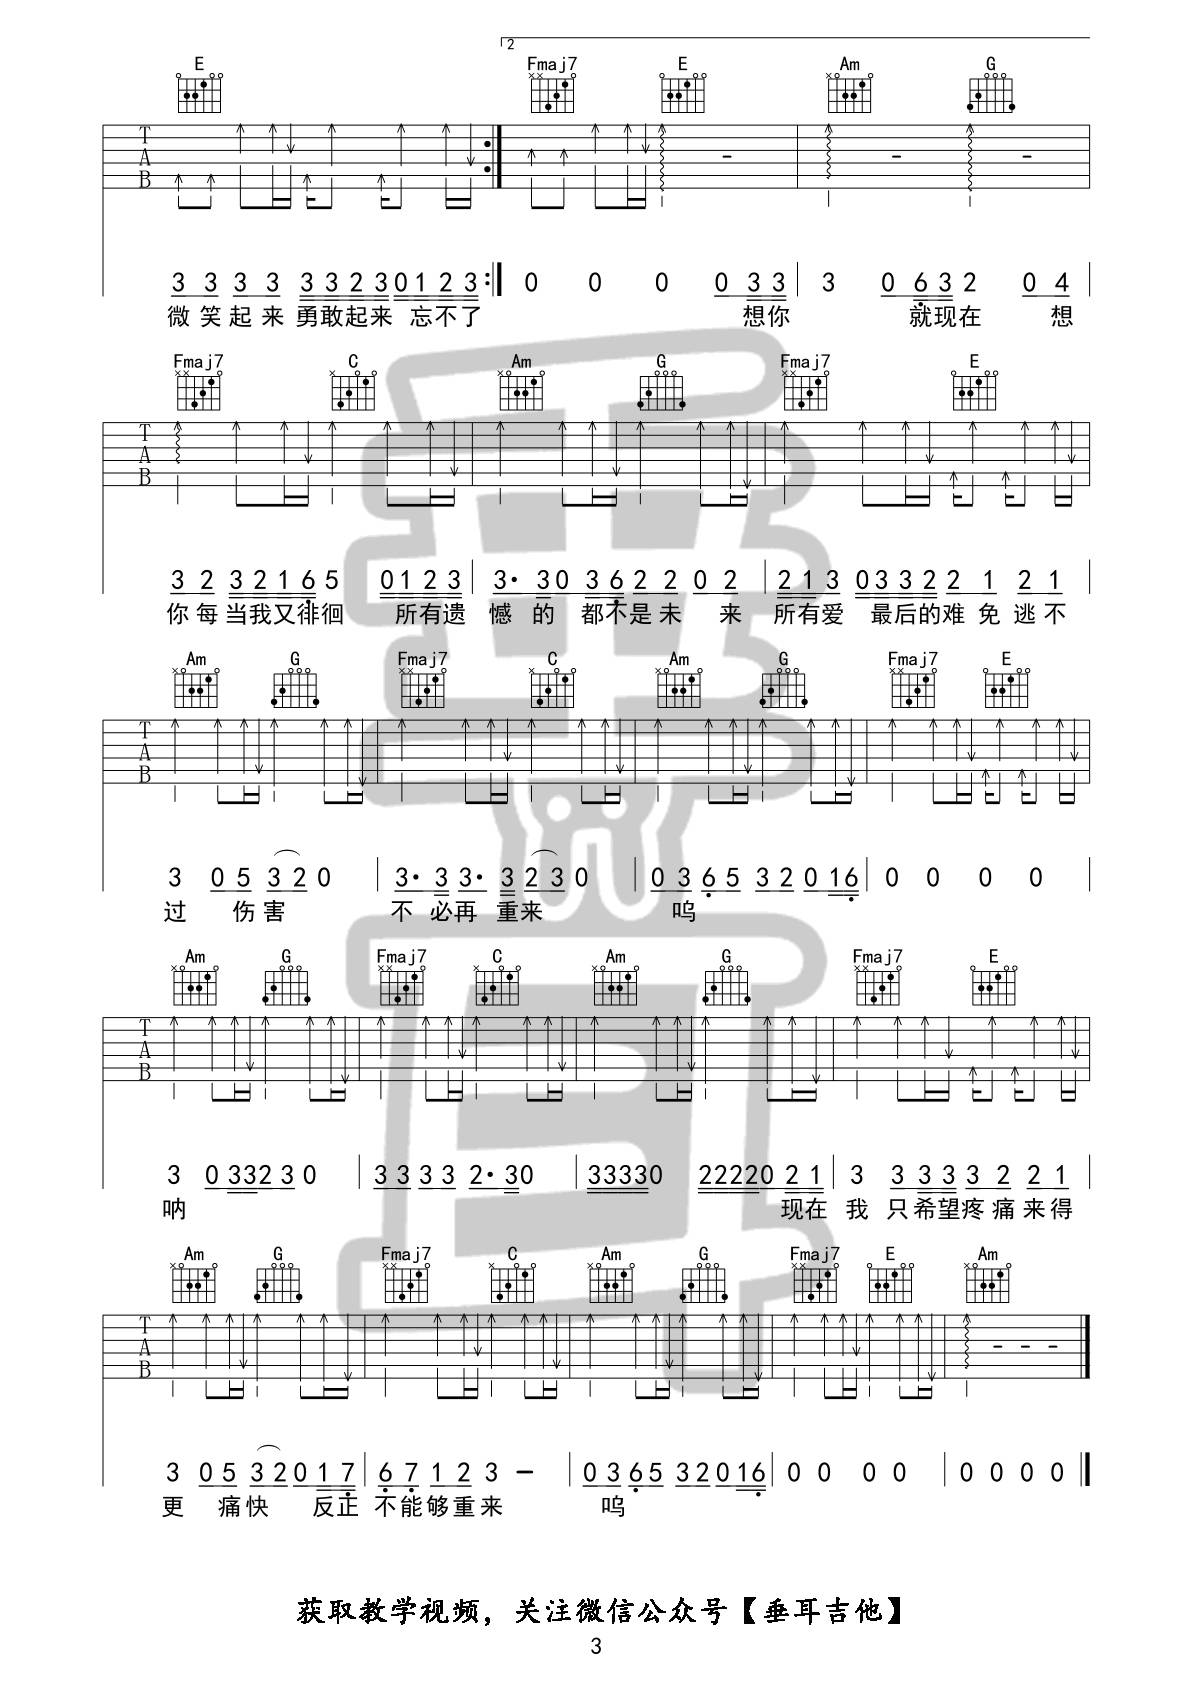 2
E Fmaj7 E Am G
T A B
3 3 3 3 3 3 2 3 0 1 2 3 0 0 0 0 3 3 3 0 6 3 2 0 4
微 笑 起 来 勇敢起来 忘不了 想你 就现在 想
Fmaj7 C Am G Fmaj7 E
T A B
3 2 3 2 1 6 5 0 1 2 3 3· 3 0 3 6 2 2 0 2 2 1 3 0 3 3 2 2 1 2 1
你 每 当我又徘徊 所有遗 憾 的 都不是未 来 所有爱 最后的难 免 逃 不
Am G Fmaj7 C Am G Fmaj7 E
T A B
3 0 5 3 2 0 3· 3 3· 3 2 3 0 0 3 6 5 3 2 0 1 6 0 0 0 0
过 伤 害 不 必再 重来 呜
Am G Fmaj7 C Am G Fmaj7 E
T A B
3 0 3 3 2 3 0 3 3 3 3 2· 3 0 3 3 3 3 0 2 2 2 2 0 2 1 3 3 3 3 3 2 2 1
呐 现在 我 只希望疼痛来得
Am G Fmaj7 C Am G Fmaj7 E Am
T A B
3 0 5 3 2 0 1 7 6 7 1 2 3 - 0 3 6 5 3 2 0 1 6 0 0 0 0 0 0 0 0
更 痛快 反正 不能够重来 呜
获取教学视频，关注微信公众号【垂耳吉他】
3